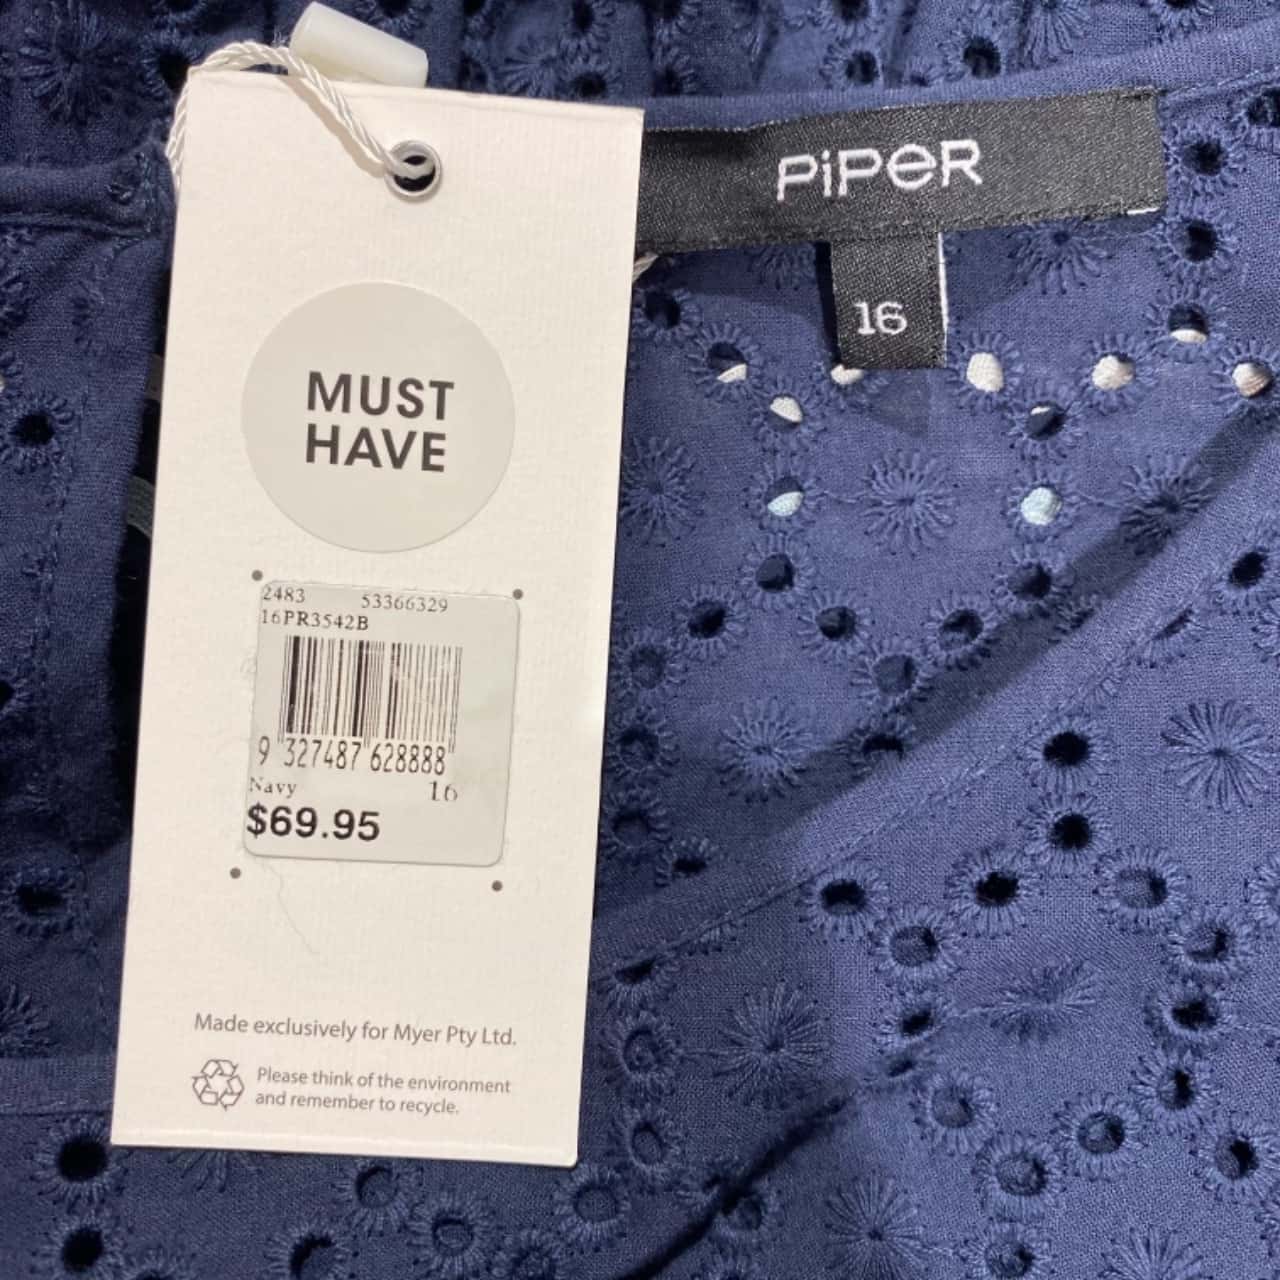 PiPER
16
MUST
HAVE
2483 53366329
16PR3542B
9 327487 628888
Navy 16
$69.95
Made exclusively for Myer Pty Ltd.
Please think of the environment
and remember to recycle.